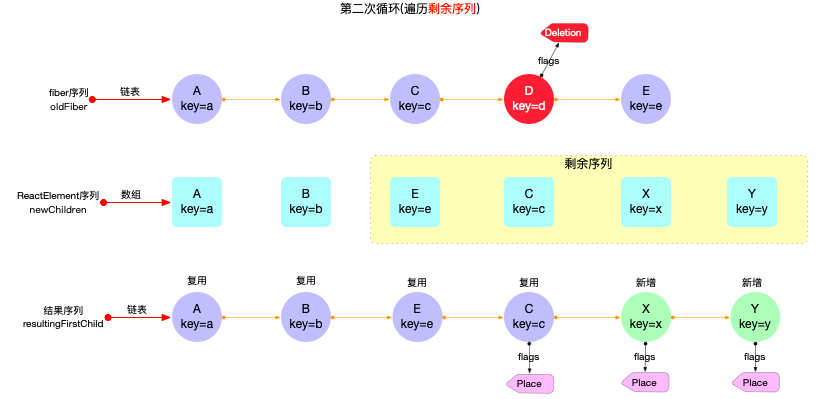 第二次循环(遍历剩余序列)
Deletion
flags
fiber序列
oldFiber
链表
A
key=a
B
key=b
C
key=c
D
key=d
E
key=e
剩余序列
ReactElement序列
newChildren
数组
A
key=a
B
key=b
E
key=e
C
key=c
X
key=x
Y
key=y
复用
复用
复用
复用
新增
新增
结果序列
resultingFirstChild
链表
A
key=a
B
key=b
E
key=e
C
key=c
X
key=x
Y
key=y
flags
flags
flags
Place
Place
Place